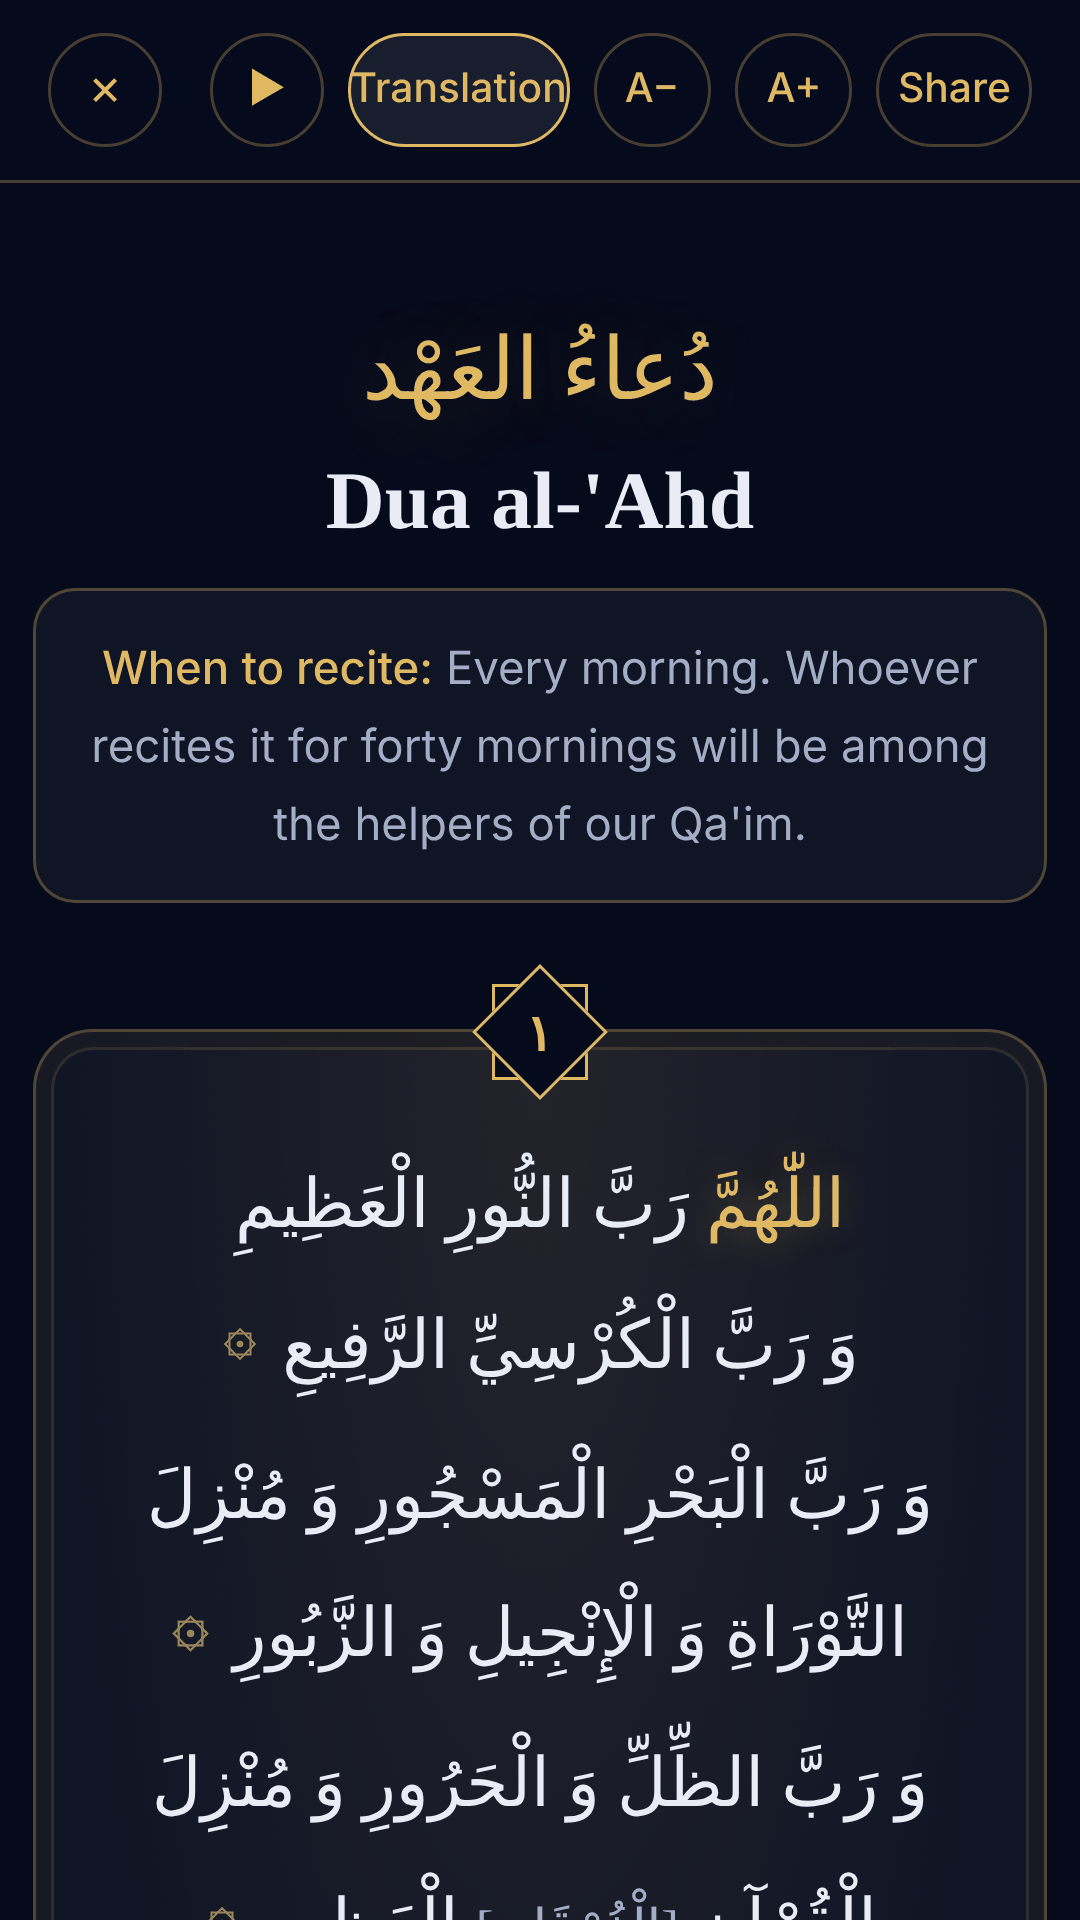 × ▶ Translation A− A+ Share
دُعاءُ العَهْد
Dua al-'Ahd
When to recite: Every morning. Whoever
recites it for forty mornings will be among
the helpers of our Qa'im.
١
اللّٰهُمَّ رَبَّ النُّورِ الْعَظِيمِ
وَ رَبَّ الْكُرْسِيِّ الرَّفِيعِ ۞
وَ رَبَّ الْبَحْرِ الْمَسْجُورِ وَ مُنْزِلَ
التَّوْرَاةِ وَ الْإِنْجِيلِ وَ الزَّبُورِ ۞
وَ رَبَّ الظِّلِّ وَ الْحَرُورِ وَ مُنْزِلَ